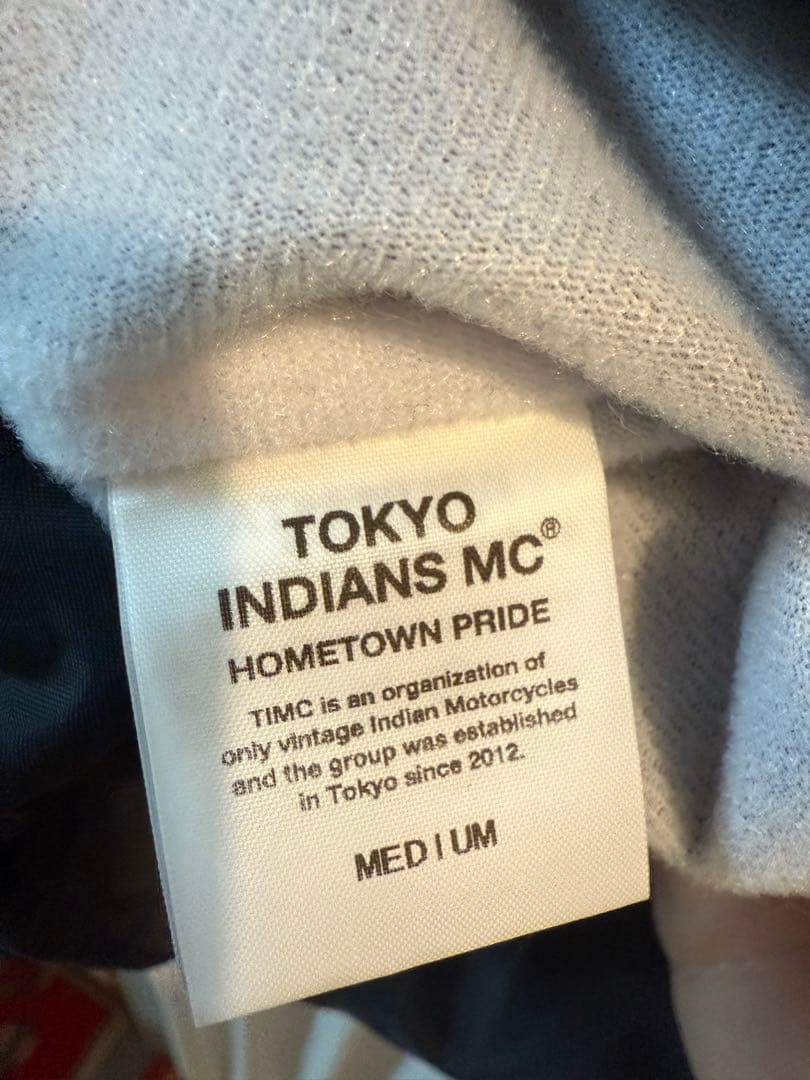 TOKYO
INDIANS MC®
HOMETOWN PRIDE
TIMC is an organization of
only vintage Indian Motorcycles
and the group was established
in Tokyo since 2012.
MEDIUM